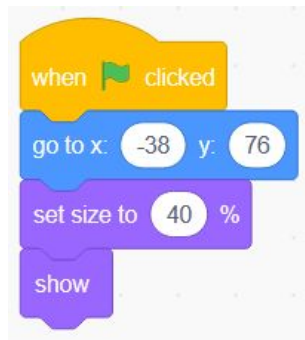 when clicked
go to x: -38 y: 76
set size to 40 %
show